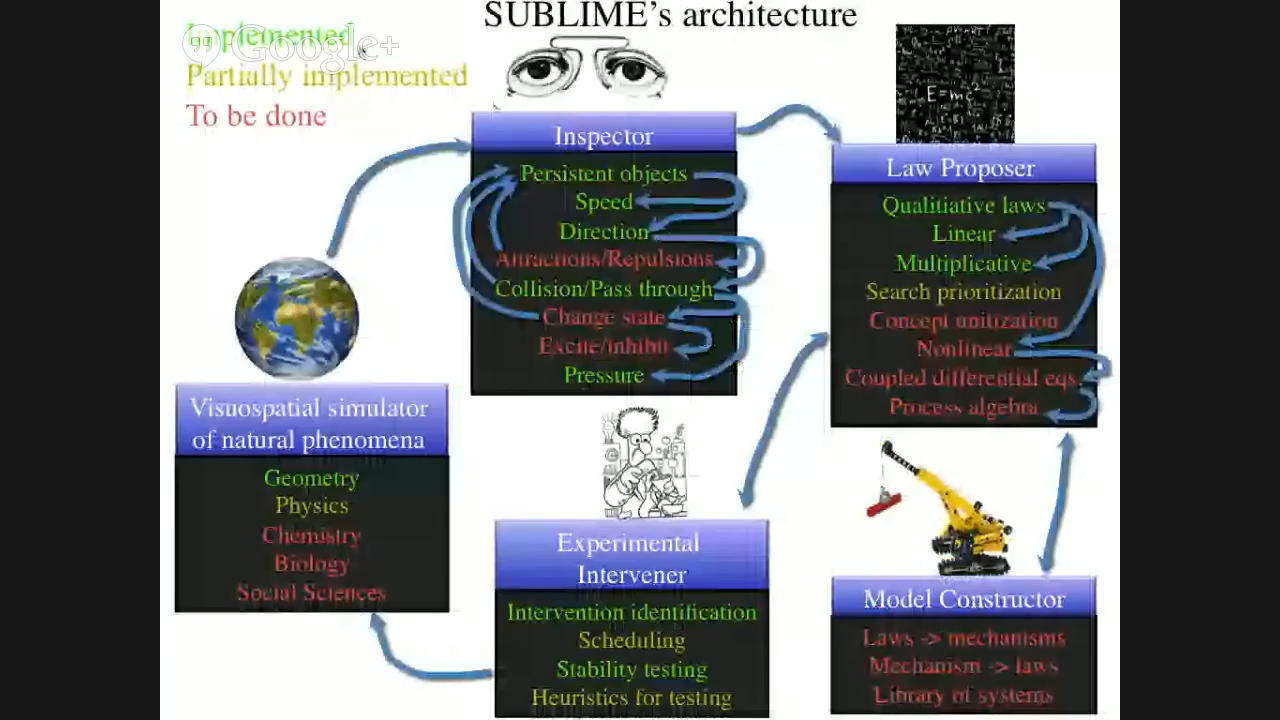 SUBLIME's architecture
Implemented
Google+
Partially implemented
To be done
E=mc²
Inspector
Persistent objects
Speed
Direction
Attractions/Repulsions
Collision/Pass through
Change state
Excite/Inhibit
Pressure
Law Proposer
Qualitiative laws
Linear
Multiplicative
Search prioritization
Concept unitization
Nonlinear
Coupled differential eqs.
Process algebra
Visuospatial simulator
of natural phenomena
Geometry
Physics
Chemistry
Biology
Social Sciences
Experimental
Intervener
Intervention identification
Scheduling
Stability testing
Heuristics for testing
Model Constructor
Laws -> mechanisms
Mechanism -> laws
Library of systems